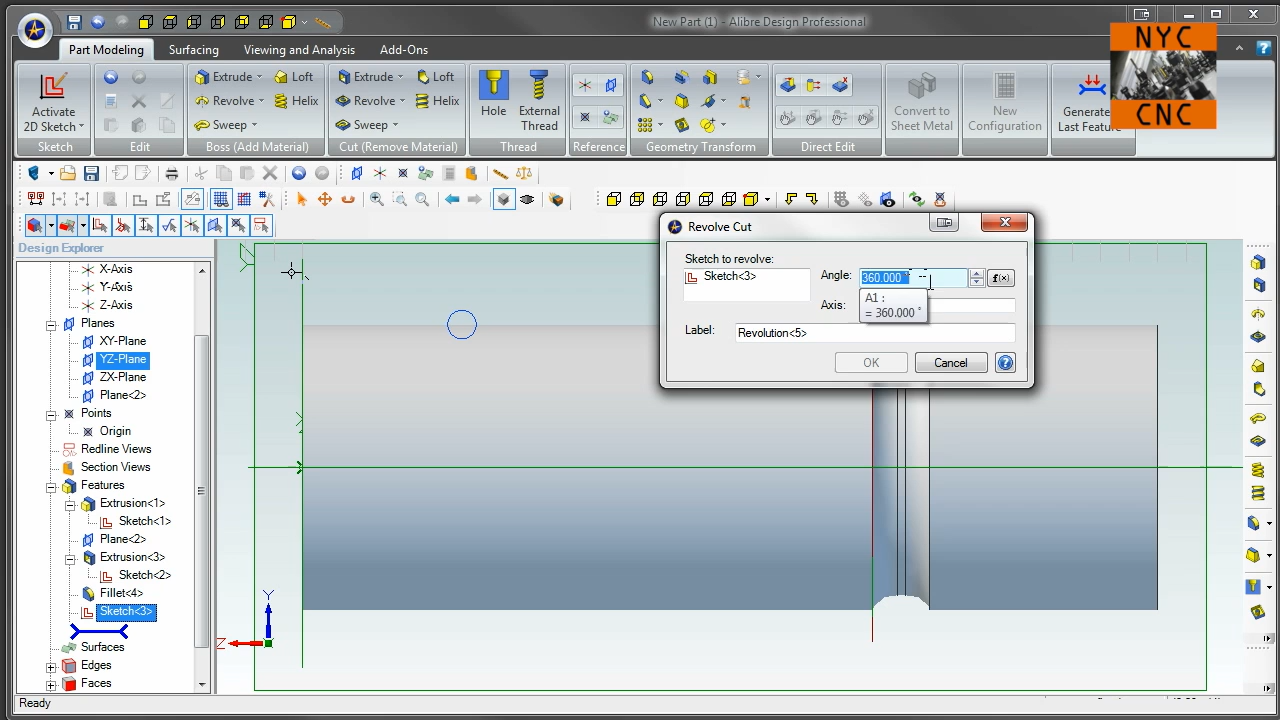 New Part (1) - Alibre Design Professional
NYC
CNC
Part Modeling
Surfacing
Viewing and Analysis
Add-Ons
Activate
2D Sketch
Sketch
Edit
Extrude
Loft
Revolve
Helix
Sweep
Boss (Add Material)
Extrude
Loft
Revolve
Helix
Sweep
Cut (Remove Material)
Hole
External
Thread
Thread
Reference
Geometry Transform
Direct Edit
Convert to
Sheet Metal
New
Configuration
Generate
Last Feature
Design Explorer
X-Axis
Y-Axis
Z-Axis
Planes
XY-Plane
YZ-Plane
ZX-Plane
Plane<2>
Points
Origin
Redline Views
Section Views
Features
Extrusion<1>
Sketch<1>
Plane<2>
Extrusion<3>
Sketch<2>
Fillet<4>
Sketch<3>
Surfaces
Edges
Faces
Revolve Cut
Sketch to revolve:
Sketch<3>
Angle:
360.000 °
f(x)
A1 :
= 360.000 °
Axis:
Label:
Revolution<5>
OK
Cancel
?
Y
Z
Ready